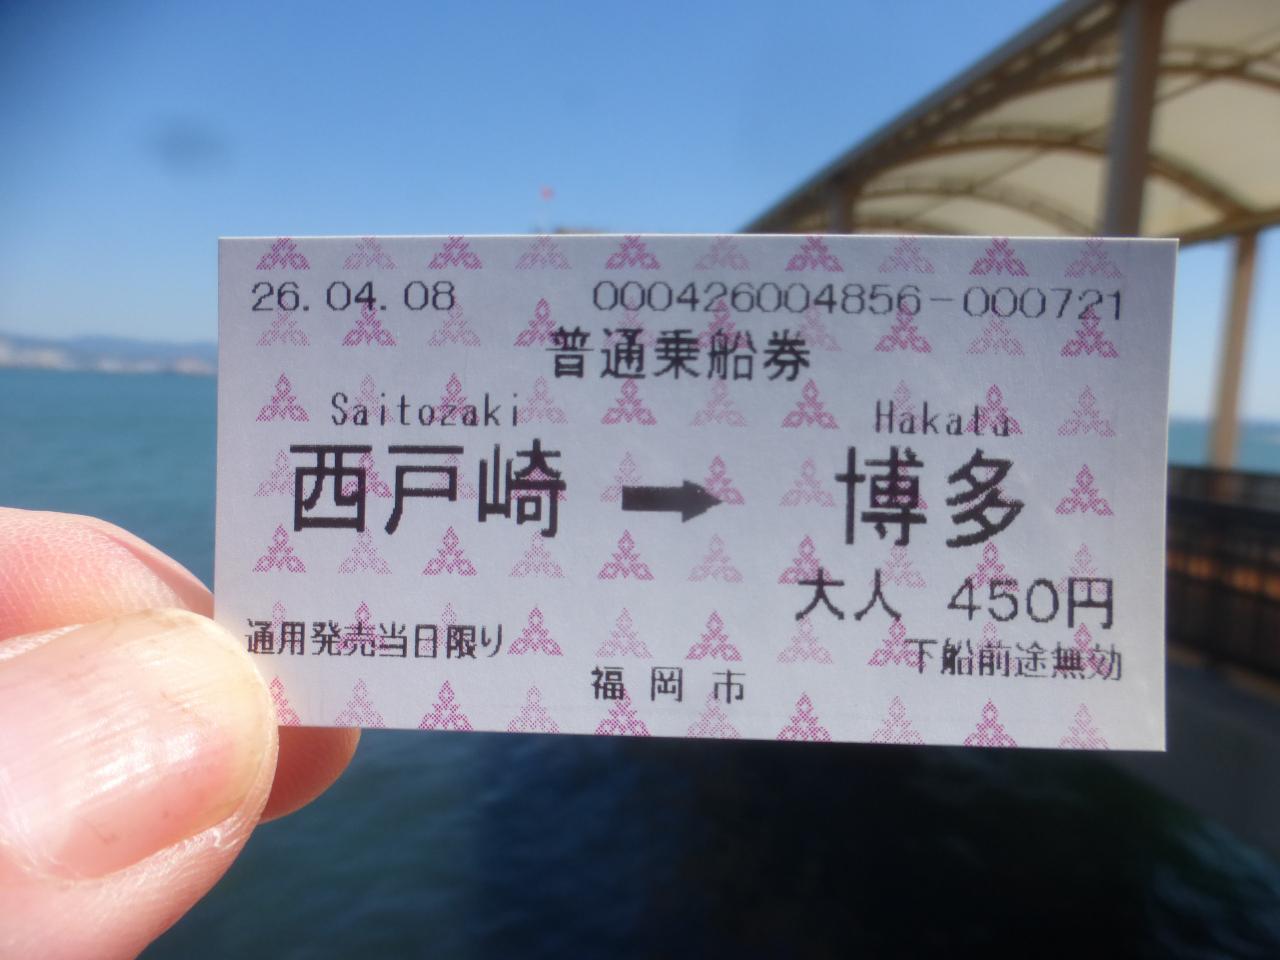 26.04.08 000426004856-000721
普通乗船券
Saitozaki Hakata
西戸崎 ➡ 博多
大人 450円
通用発売当日限り 下船前途無効
福岡市